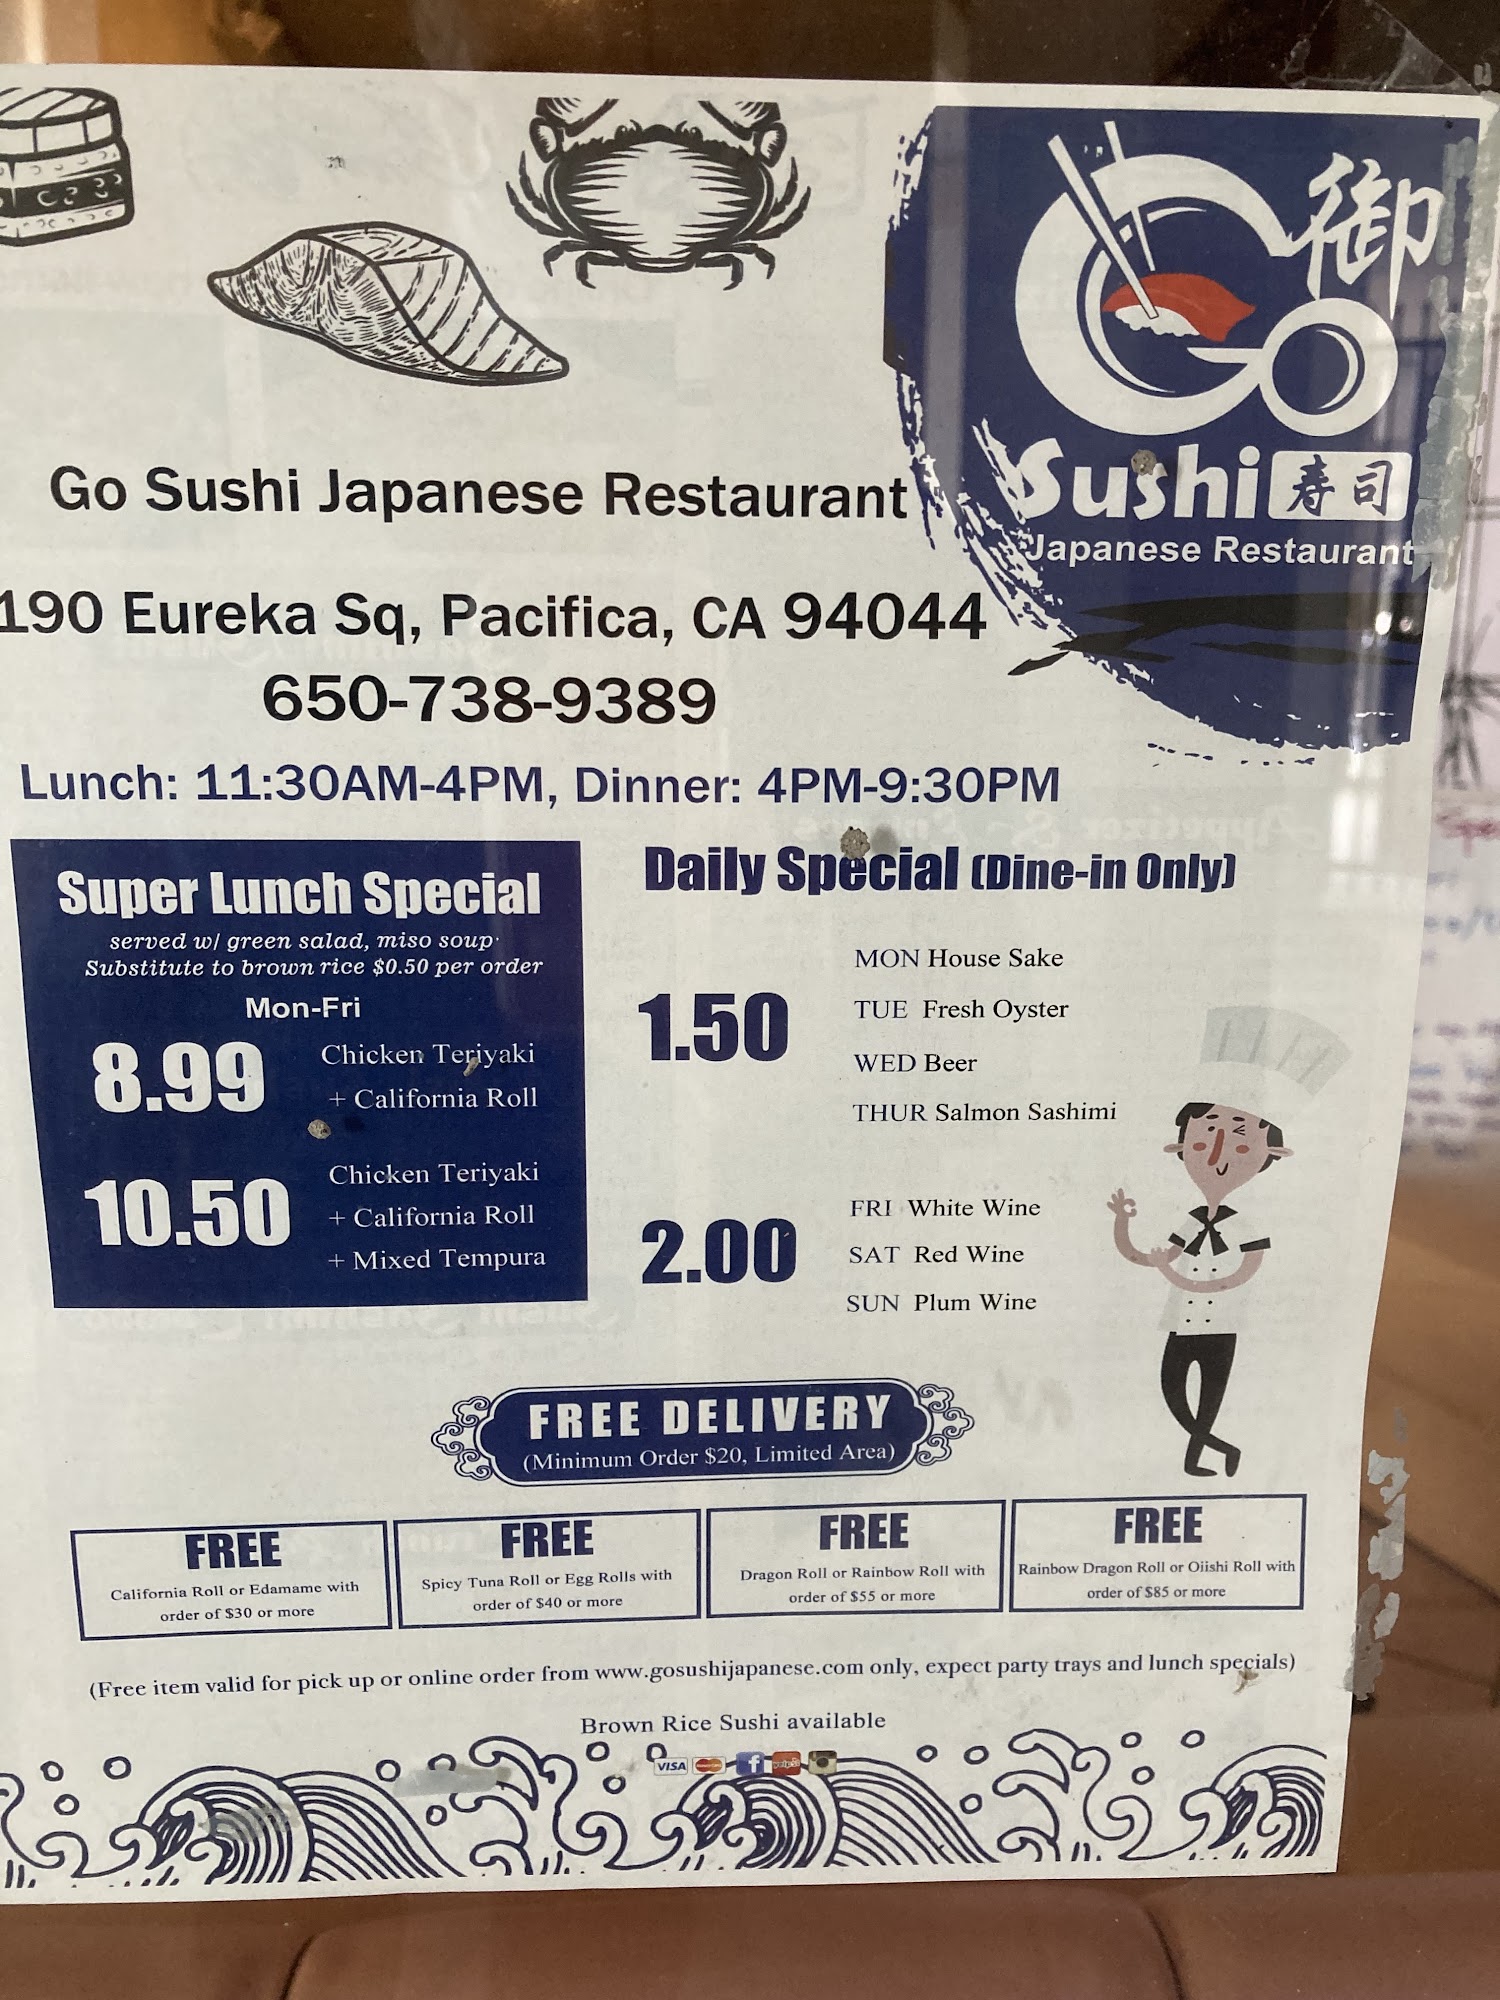 御
Go
Sushi 寿司
Japanese Restaurant
Go Sushi Japanese Restaurant
190 Eureka Sq, Pacifica, CA 94044
650-738-9389
Lunch: 11:30AM-4PM, Dinner: 4PM-9:30PM
Super Lunch Special
served w/ green salad, miso soup
Substitute to brown rice $0.50 per order
Mon-Fri
8.99
Chicken Teriyaki
+ California Roll
10.50
Chicken Teriyaki
+ California Roll
+ Mixed Tempura
Daily Special (Dine-in Only)
1.50
MON House Sake
TUE Fresh Oyster
WED Beer
THUR Salmon Sashimi
2.00
FRI White Wine
SAT Red Wine
SUN Plum Wine
FREE DELIVERY
(Minimum Order $20, Limited Area)
FREE
California Roll or Edamame with
order of $30 or more
FREE
Spicy Tuna Roll or Egg Rolls with
order of $40 or more
FREE
Dragon Roll or Rainbow Roll with
order of $55 or more
FREE
Rainbow Dragon Roll or Oiishi Roll with
order of $85 or more
(Free item valid for pick up or online order from www.gosushijapanese.com only, expect party trays and lunch specials)
Brown Rice Sushi available
VISA
f
yelp